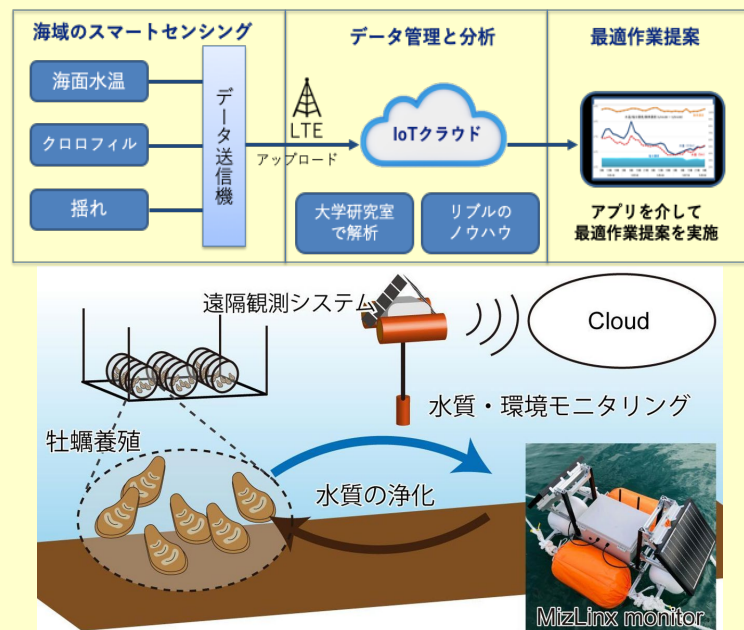 海域のスマートセンシング
データ管理と分析
最適作業提案
海面水温
クロロフィル
揺れ
データ送信機
LTE
アップロード
IoTクラウド
大学研究室
で解析
リブルの
ノウハウ
アプリを介して
最適作業提案を実施
遠隔観測システム
Cloud
水質・環境モニタリング
牡蠣養殖
水質の浄化
MizLinx monitor